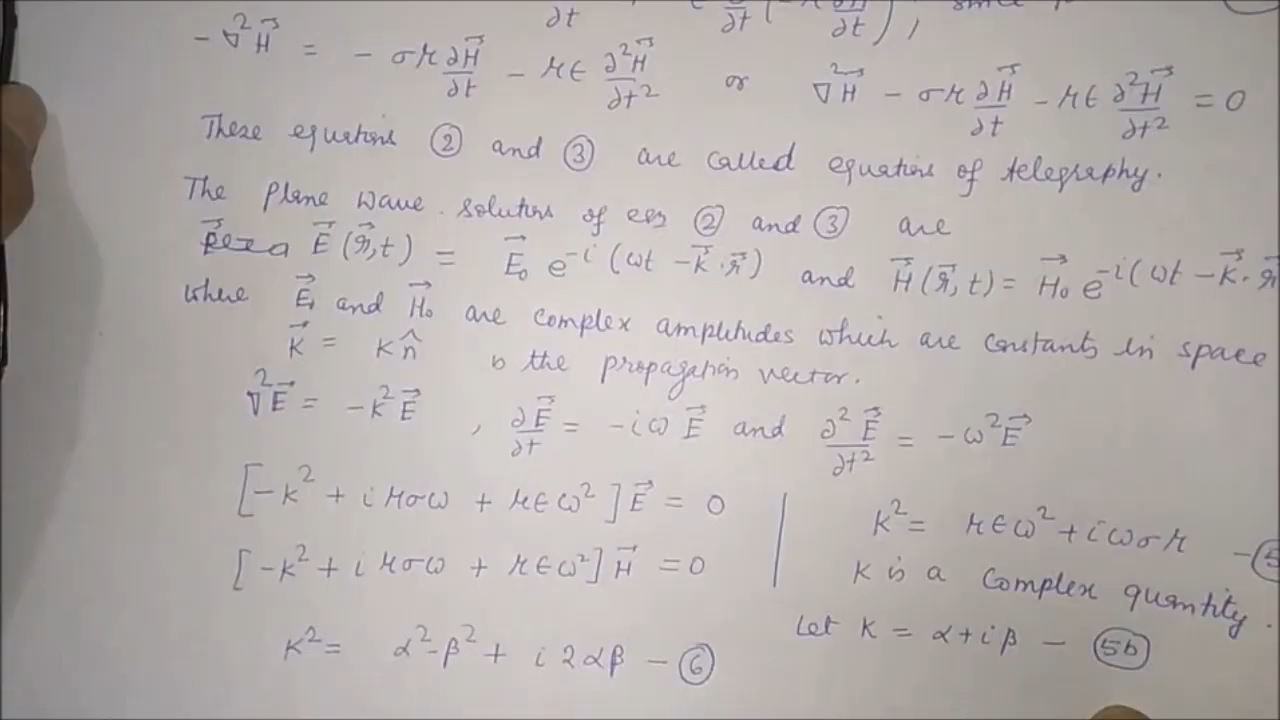 -∇²H⃗ = - σμ ∂H⃗/∂t - με ∂²H⃗/∂t² or ∇²H⃗ - σμ ∂H⃗/∂t - με ∂²H⃗/∂t² = 0
These equations ② and ③ are called equations of telegraphy.
The plane wave solutions of eqs ② and ③ are
E⃗(r⃗,t) = E⃗₀ e^-i(ωt - K⃗.r⃗) and H⃗(r⃗,t) = H⃗₀ e^-i(ωt - K⃗.r⃗
where E⃗₁ and H⃗₀ are complex amplitudes which are constants in space
K⃗ = Kn̂ is the propagation vector.
∇²E⃗ = -K²E⃗ , ∂E⃗/∂t = -iωE⃗ and ∂²E⃗/∂t² = -ω²E⃗
[-K² + iμσω + μεω²]E⃗ = 0
[-K² + iμσω + μεω²]H⃗ = 0
K² = μεω² + iωσμ
K is a complex quantity.
Let K = α+iβ - (5b)
K² = α²-β² + i2αβ - ⑥